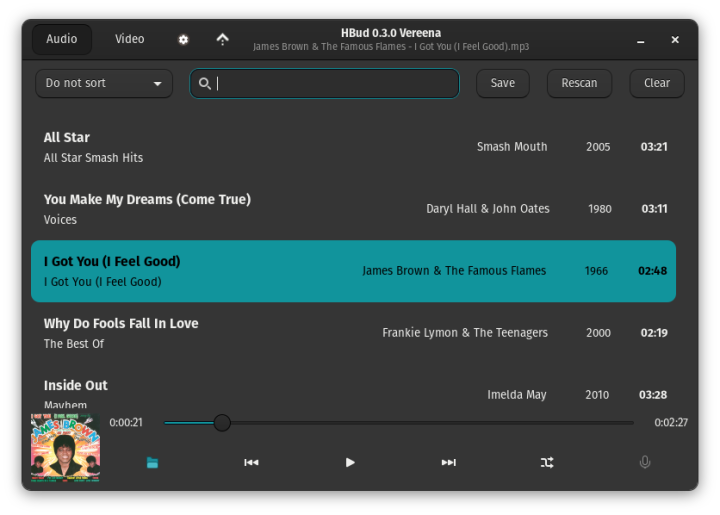 Audio
Video
HBud 0.3.0 Vereena
James Brown & The Famous Flames - I Got You (I Feel Good).mp3
Do not sort
Save
Rescan
Clear
All Star
All Star Smash Hits
Smash Mouth
2005
03:21
You Make My Dreams (Come True)
Voices
Daryl Hall & John Oates
1980
03:11
I Got You (I Feel Good)
I Got You (I Feel Good)
James Brown & The Famous Flames
1966
02:48
Why Do Fools Fall In Love
The Best Of
Frankie Lymon & The Teenagers
2000
02:19
Inside Out
Mayhem
Imelda May
2010
03:28
JAMES BROWN
0:00:21
0:02:27